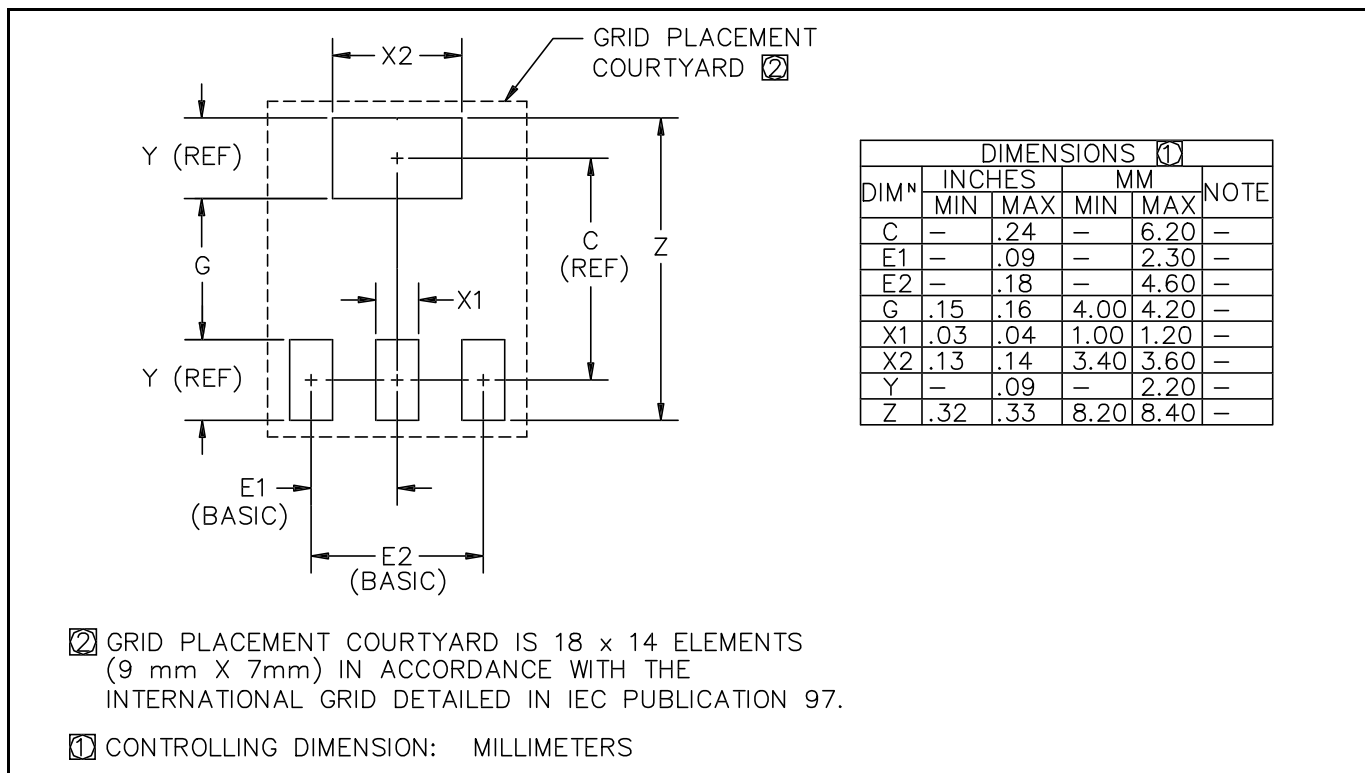 GRID PLACEMENT
COURTYARD 2
X2
Y (REF)
G
C
(REF)
Z
X1
Y (REF)
E1
(BASIC)
E2
(BASIC)
DIMENSIONS 1
DIMᴺ INCHES MM NOTE
MIN MAX MIN MAX
C – .24 – 6.20 –
E1 – .09 – 2.30 –
E2 – .18 – 4.60 –
G .15 .16 4.00 4.20 –
X1 .03 .04 1.00 1.20 –
X2 .13 .14 3.40 3.60 –
Y – .09 – 2.20 –
Z .32 .33 8.20 8.40 –
2 GRID PLACEMENT COURTYARD IS 18 x 14 ELEMENTS
(9 mm X 7mm) IN ACCORDANCE WITH THE
INTERNATIONAL GRID DETAILED IN IEC PUBLICATION 97.
1 CONTROLLING DIMENSION: MILLIMETERS